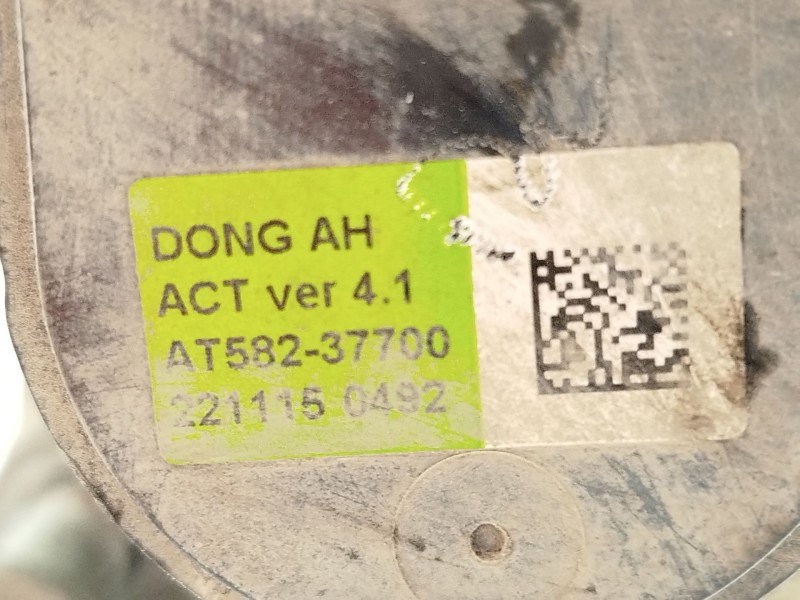 DONG AH
ACT ver 4.1
AT582-37700
221115 0492